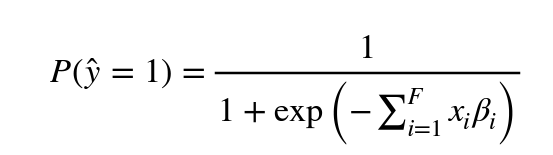 P(ŷ = 1) = 1 / (1 + exp(−∑_{i=1}^{F} x_i β_i))